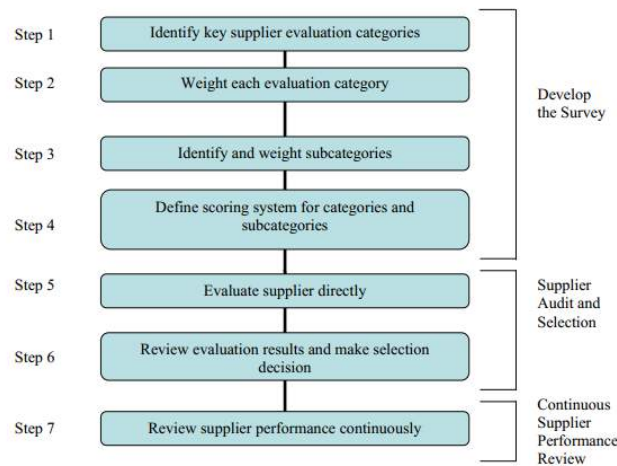 Step 1
Identify key supplier evaluation categories
Step 2
Weight each evaluation category
Develop
the Survey
Step 3
Identify and weight subcategories
Step 4
Define scoring system for categories and
subcategories
Step 5
Evaluate supplier directly
Supplier
Audit and
Selection
Step 6
Review evaluation results and make selection
decision
Step 7
Review supplier performance continuously
Continuous
Supplier
Performance
Review